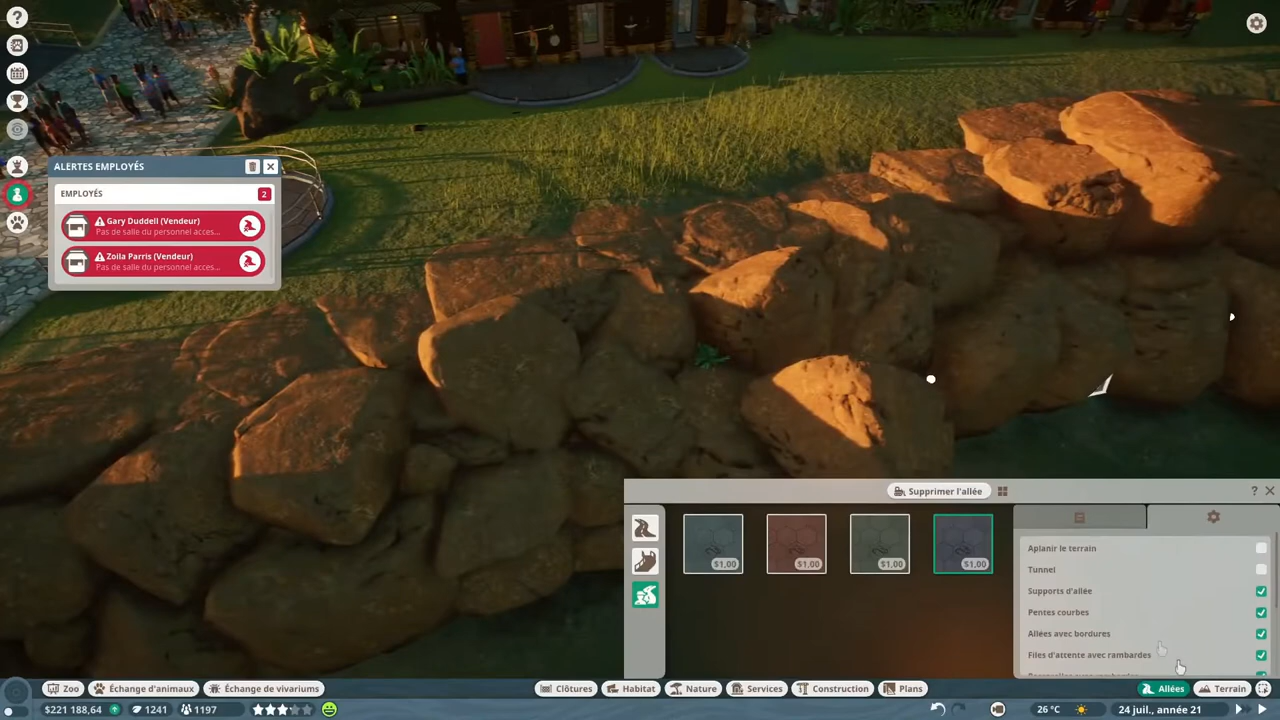 ALERTES EMPLOYÉS
EMPLOYÉS 2
Gary Duddell (Vendeur)
Pas de salle du personnel acces...
Zoila Parris (Vendeur)
Pas de salle du personnel acces...
Supprimer l'allée
? 
$1,00 $1,00 $1,00 $1,00
Aplanir le terrain
Tunnel
Supports d'allée
Pentes courbes
Allées avec bordures
Files d'attente avec rambardes
Zoo Échange d'animaux Échange de vivariums Clôtures Habitat Nature Services Construction Plans Allées Terrain
$221 188,64 1241 1197 26 °C 24 juil., année 21